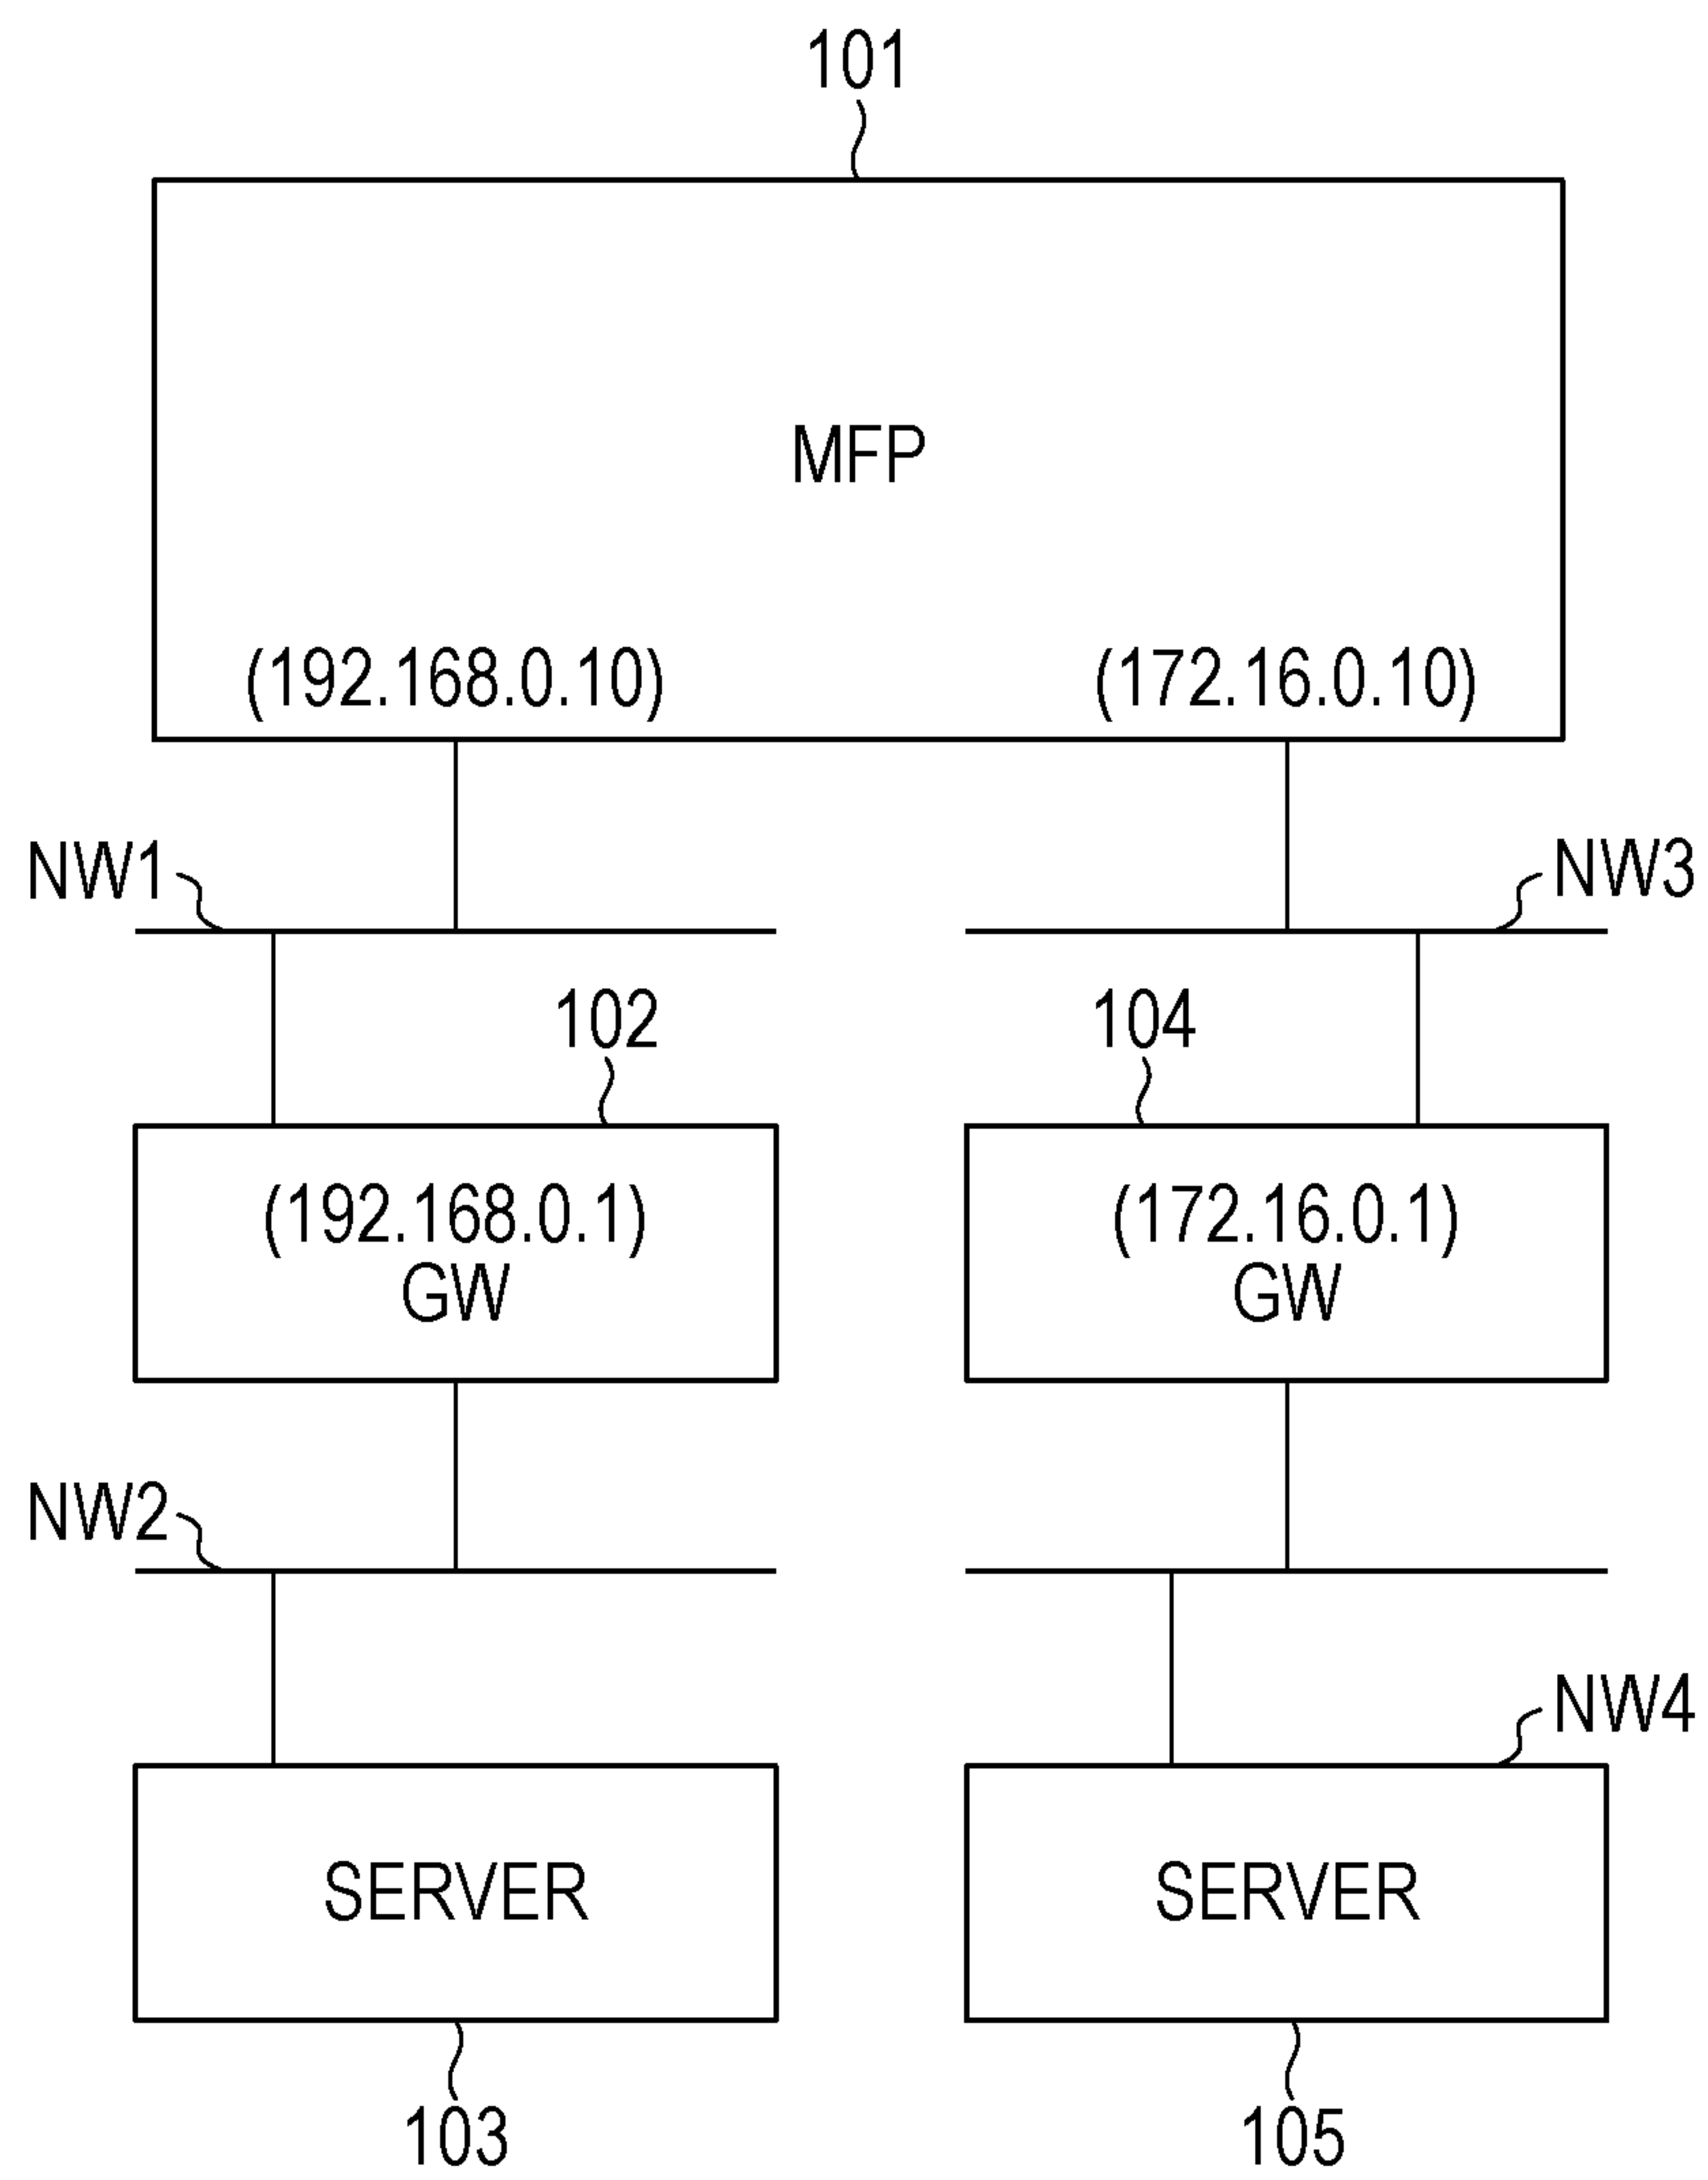 101
MFP
(192.168.0.10)
(172.16.0.10)
NW1
NW3
102
104
(192.168.0.1)
GW
(172.16.0.1)
GW
NW2
NW4
SERVER
SERVER
103
105